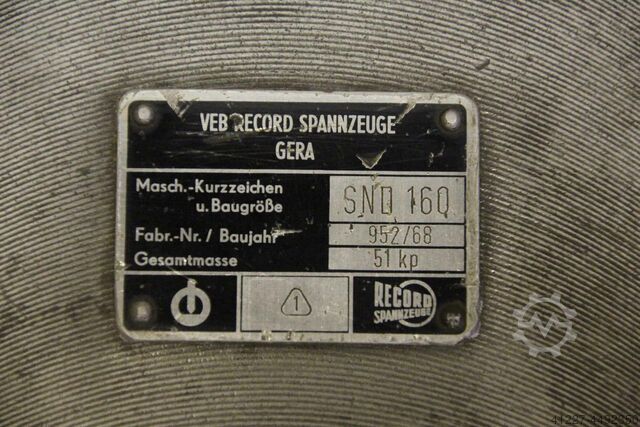 VEB RECORD SPANNZEUGE
GERA
Masch.-Kurzzeichen
u. Baugröße
SND 160
Fabr.-Nr. / Baujahr
952/68
Gesamtmasse
51 kp
1
RECORD
SPANNZEUGE